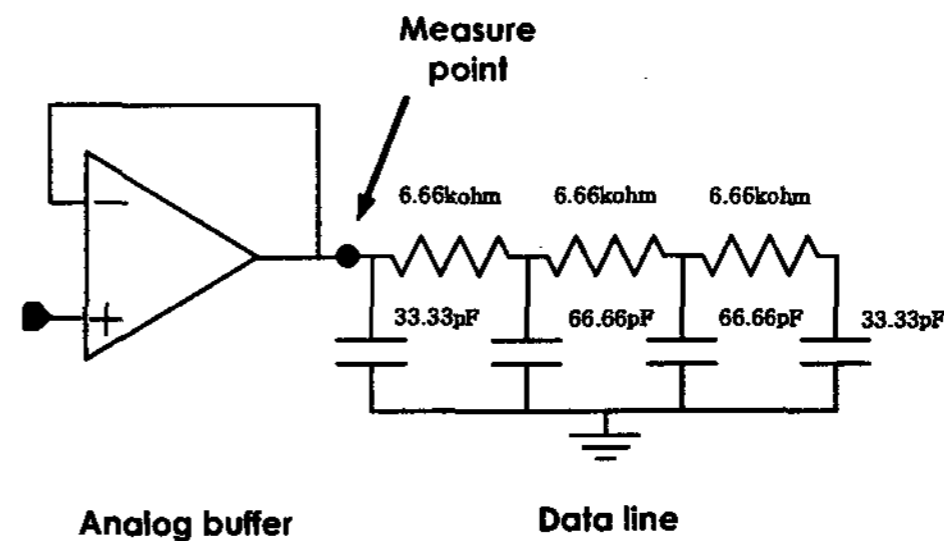 Measure
point
6.66kohm 6.66kohm 6.66kohm
33.33pF 66.66pF 66.66pF 33.33pF
Analog buffer
Data line